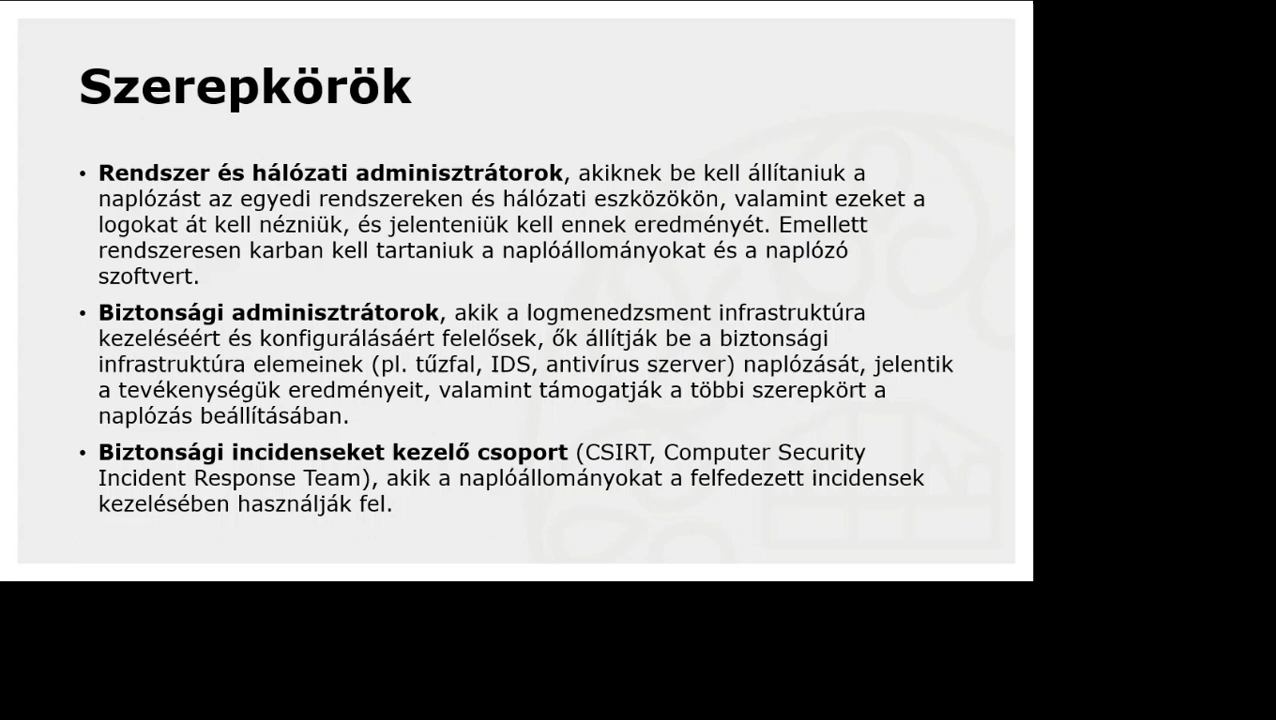 Szerepkörök
• Rendszer és hálózati adminisztrátorok, akiknek be kell állítaniuk a
naplózást az egyedi rendszereken és hálózati eszközökön, valamint ezeket a
logokat át kell nézniük, és jelenteniük kell ennek eredményét. Emellett
rendszeresen karban kell tartaniuk a naplóállományokat és a naplózó
szoftvert.
• Biztonsági adminisztrátorok, akik a logmenedzsment infrastruktúra
kezeléséért és konfigurálásáért felelősek, ők állítják be a biztonsági
infrastruktúra elemeinek (pl. tűzfal, IDS, antivírus szerver) naplózását, jelentik
a tevékenységük eredményeit, valamint támogatják a többi szerepkört a
naplózás beállításában.
• Biztonsági incidenseket kezelő csoport (CSIRT, Computer Security
Incident Response Team), akik a naplóállományokat a felfedezett incidensek
kezelésében használják fel.